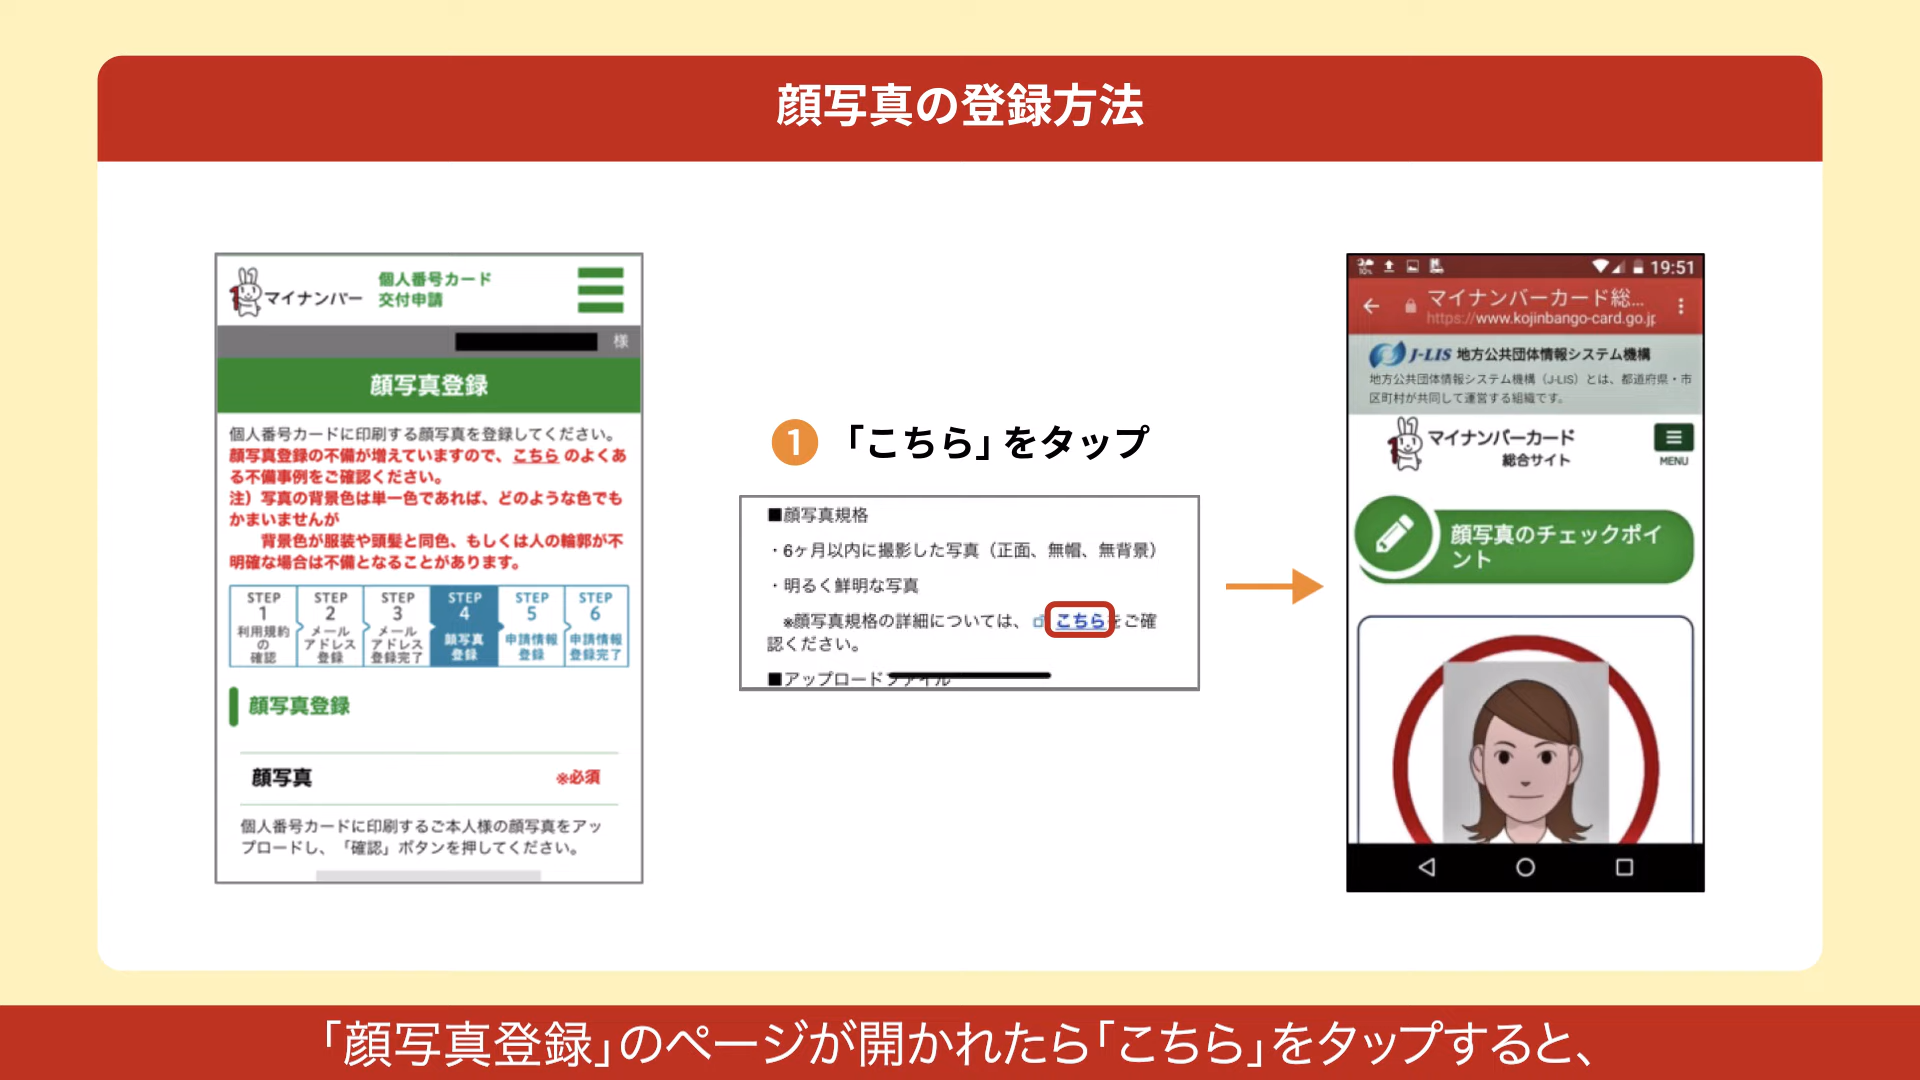 顔写真の登録方法
マイナンバー
個人番号カード
交付申請
様
顔写真登録
個人番号カードに印刷する顔写真を登録してください。
顔写真登録の不備が増えていますので、こちら のよくあ
る不備事例をご確認ください。
注）写真の背景色は単一色であれば、どのような色でも
かまいませんが
背景色が服装や頭髪と同色、もしくは人の輪郭が不
明確な場合は不備となることがあります。
STEP
1
利用規約
の
確認
STEP
2
メール
アドレス
登録
STEP
3
メール
アドレス
登録完了
STEP
4
顔写真
登録
STEP
5
申請情報
登録
STEP
6
申請情報
登録完了
顔写真登録
顔写真
※必須
個人番号カードに印刷するご本人様の顔写真をアッ
プロードし、「確認」ボタンを押してください。
1 「こちら」をタップ
■顔写真規格
・6ヶ月以内に撮影した写真（正面、無帽、無背景）
・明るく鮮明な写真
※顔写真規格の詳細については、 こちらをご確
認ください。
■アップロードファイル
19:51
マイナンバーカード総...
https://www.kojinbango-card.go.jp
J-LIS 地方公共団体情報システム機構
地方公共団体情報システム機構（J-LIS）とは、都道府県・市
区町村が共同して運営する組織です。
マイナンバーカード
総合サイト
MENU
顔写真のチェックポイ
ント
「顔写真登録」のページが開かれたら「こちら」をタップすると、